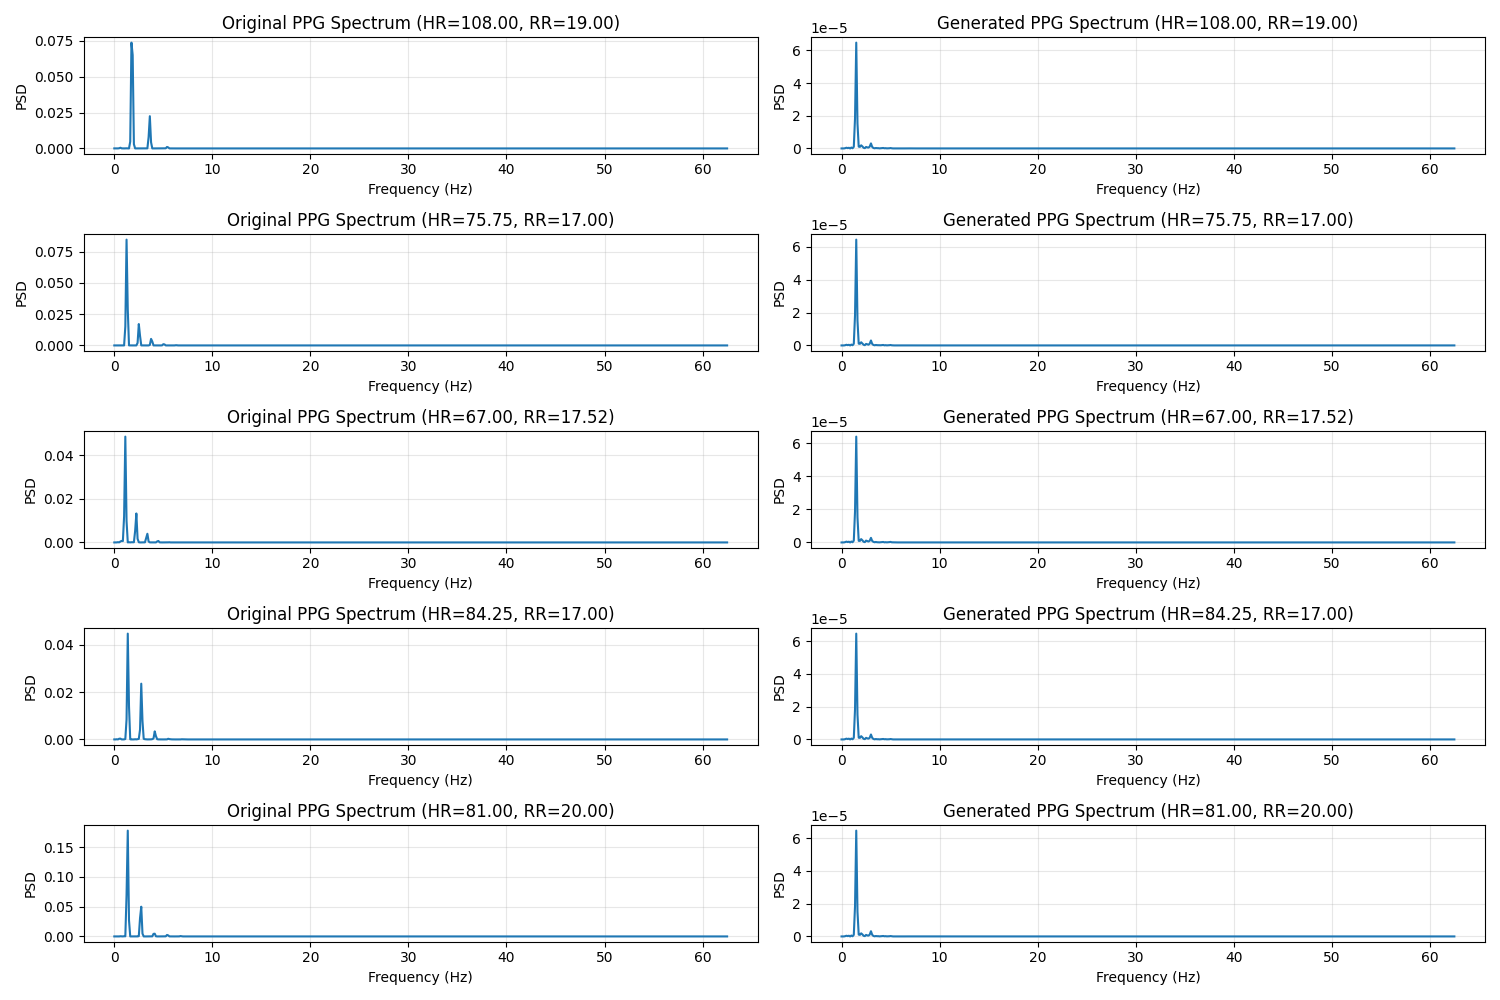 Original PPG Spectrum (HR=108.00, RR=19.00)
0.075
0.050
0.025
0.000
PSD
0 10 20 30 40 50 60
Frequency (Hz)
Generated PPG Spectrum (HR=108.00, RR=19.00)
1e−5
6
4
2
0
PSD
0 10 20 30 40 50 60
Frequency (Hz)
Original PPG Spectrum (HR=75.75, RR=17.00)
0.075
0.050
0.025
0.000
PSD
0 10 20 30 40 50 60
Frequency (Hz)
Generated PPG Spectrum (HR=75.75, RR=17.00)
1e−5
6
4
2
0
PSD
0 10 20 30 40 50 60
Frequency (Hz)
Original PPG Spectrum (HR=67.00, RR=17.52)
0.04
0.02
0.00
PSD
0 10 20 30 40 50 60
Frequency (Hz)
Generated PPG Spectrum (HR=67.00, RR=17.52)
1e−5
6
4
2
0
PSD
0 10 20 30 40 50 60
Frequency (Hz)
Original PPG Spectrum (HR=84.25, RR=17.00)
0.04
0.02
0.00
PSD
0 10 20 30 40 50 60
Frequency (Hz)
Generated PPG Spectrum (HR=84.25, RR=17.00)
1e−5
6
4
2
0
PSD
0 10 20 30 40 50 60
Frequency (Hz)
Original PPG Spectrum (HR=81.00, RR=20.00)
0.15
0.10
0.05
0.00
PSD
0 10 20 30 40 50 60
Frequency (Hz)
Generated PPG Spectrum (HR=81.00, RR=20.00)
1e−5
6
4
2
0
PSD
0 10 20 30 40 50 60
Frequency (Hz)